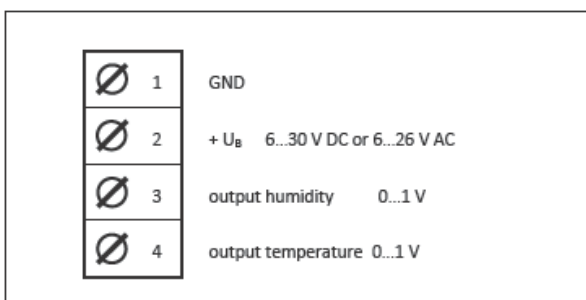 1 GND
2 + U_B 6...30 V DC or 6...26 V AC
3 output humidity 0...1 V
4 output temperature 0...1 V